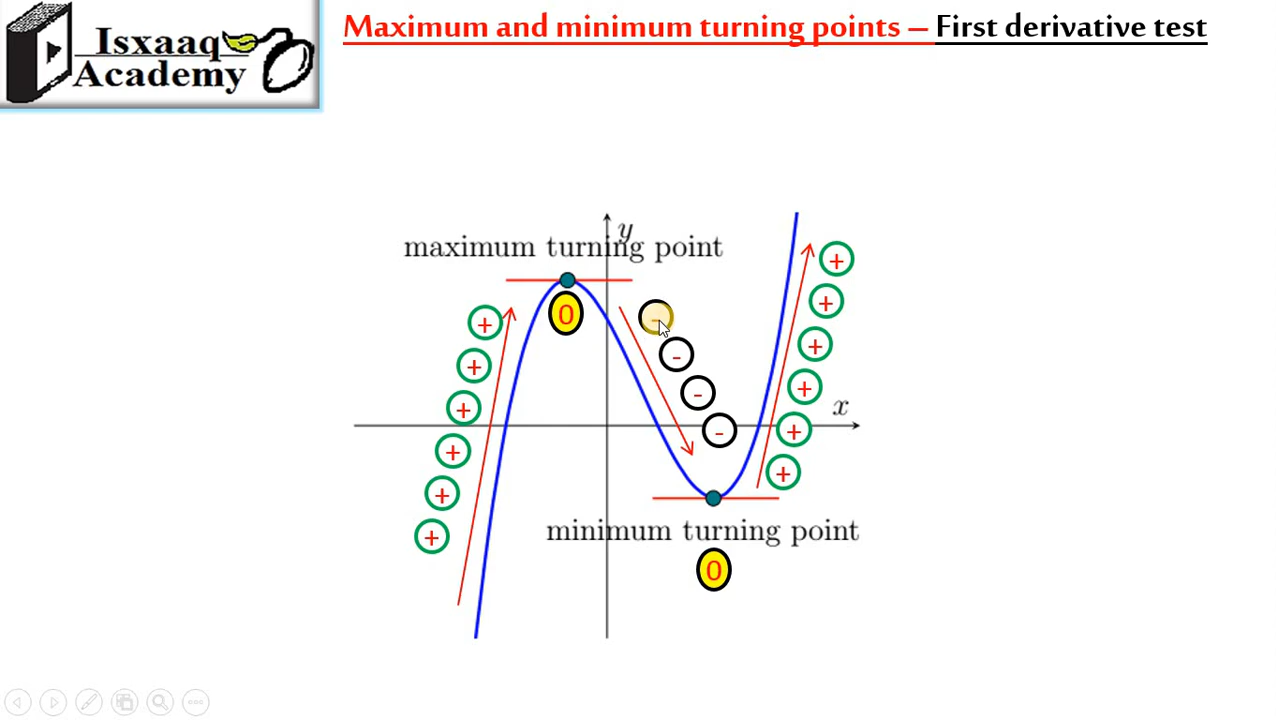 Isxaaq
Academy
Maximum and minimum turning points – First derivative test
y
maximum turning point
0
+
+
+
+
+
+
-
-
-
-
+
+
+
+
+
+
x
minimum turning point
0